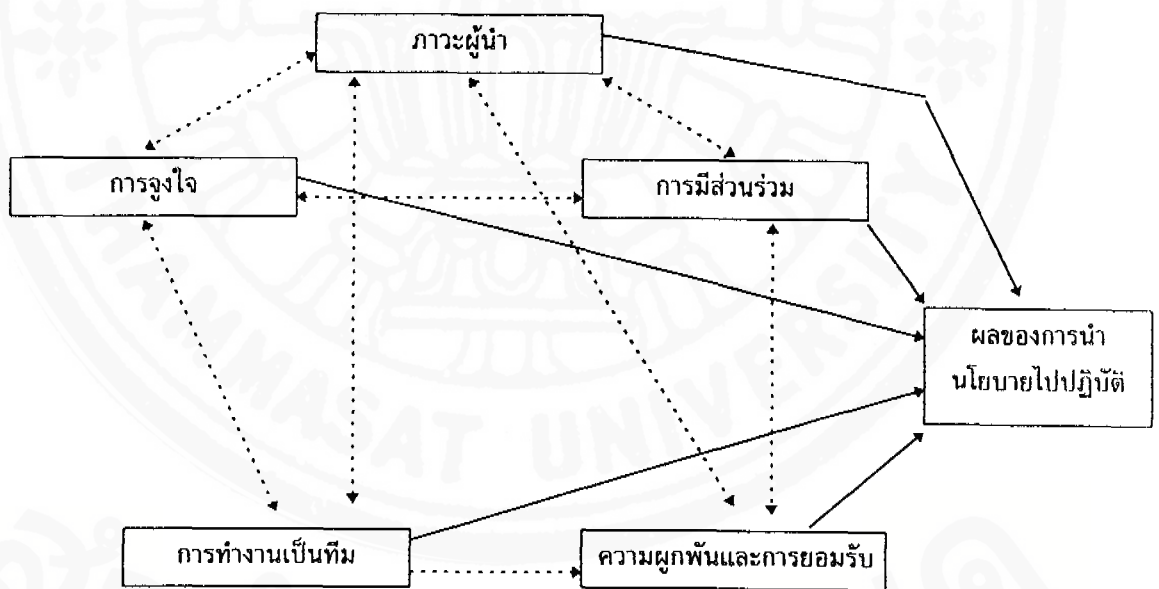 ภาวะผู้นำ
การจูงใจ
การมีส่วนร่วม
ผลของการนำ
นโยบายไปปฏิบัติ
การทำงานเป็นทีม
ความผูกพันและการยอมรับ
THAMMASAT UNIVERSITY